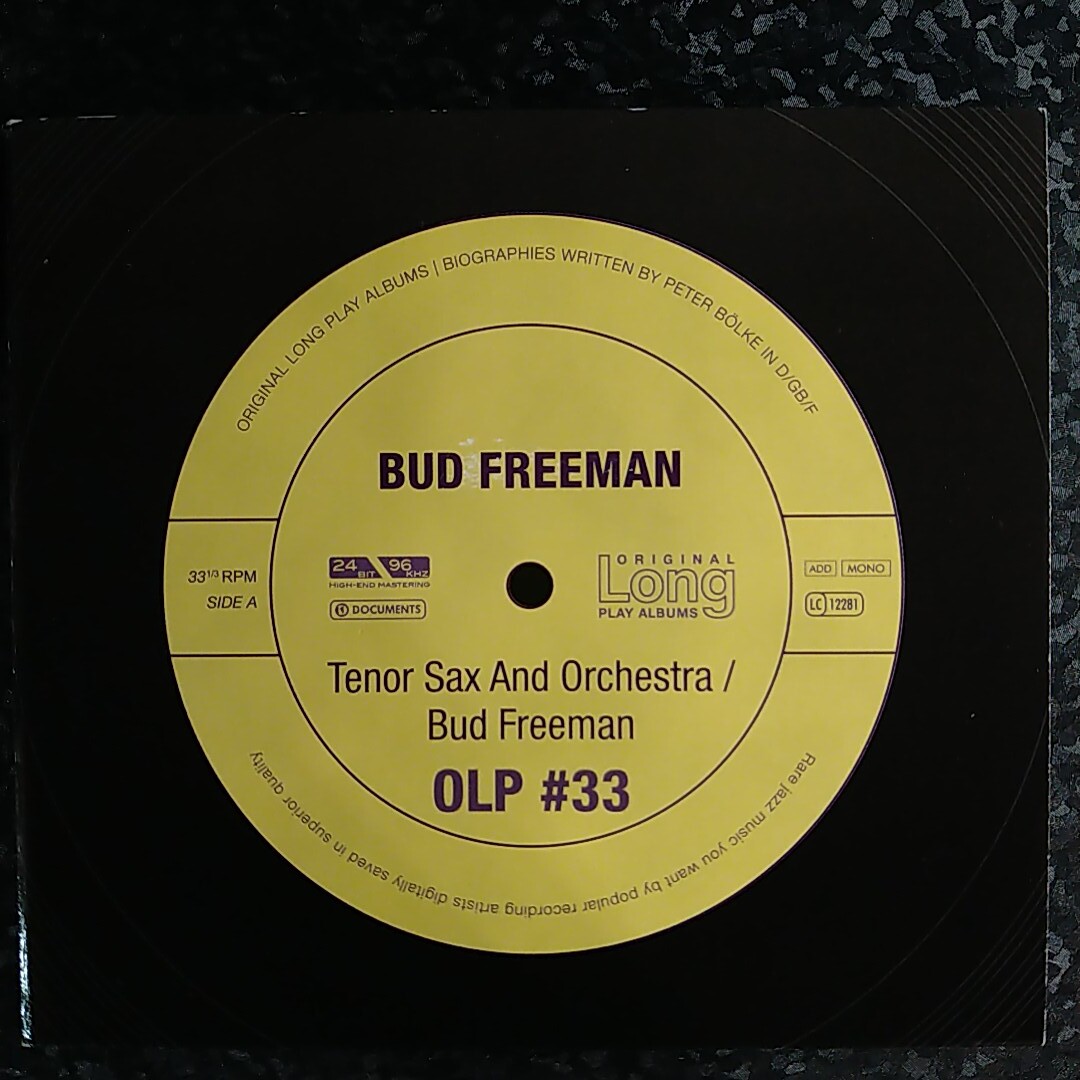 ORIGINAL LONG PLAY ALBUMS | BIOGRAPHIES WRITTEN BY PETER BÖLKE IN D/GB/F
BUD FREEMAN
33 1/3 RPM
SIDE A
24 BIT 96 KHZ
HIGH-END MASTERING
DOCUMENTS
ORIGINAL
Long
PLAY ALBUMS
ADD MONO
LC 12281
Tenor Sax And Orchestra /
Bud Freeman
OLP #33
Rare jazz music you want by popular recording artists digitally saved in superior quality